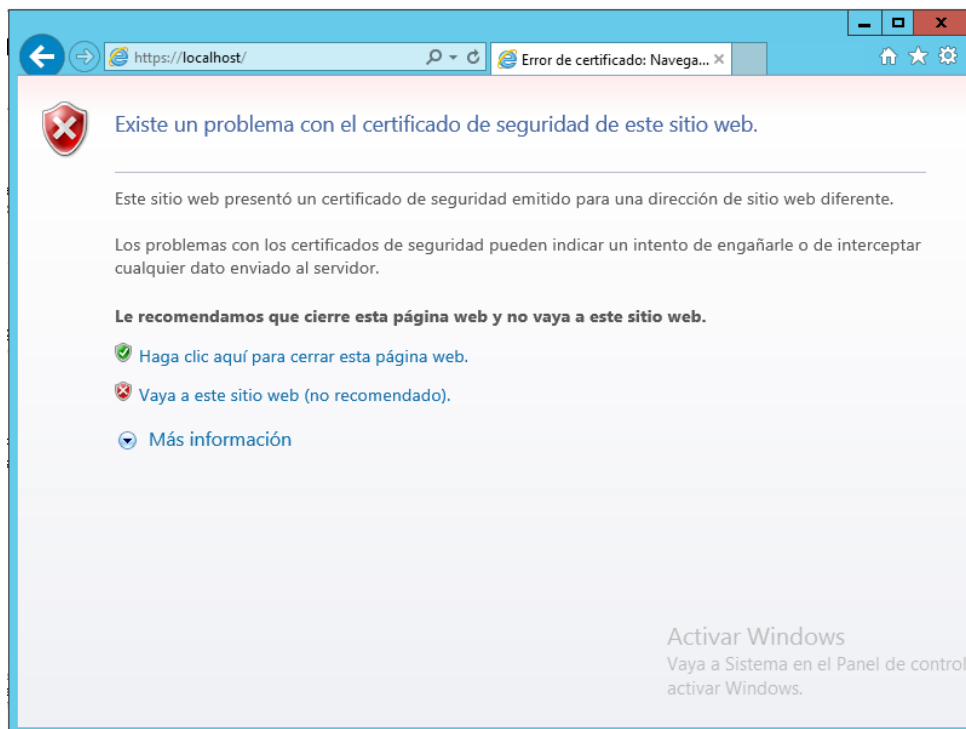 https://localhost/
Error de certificado: Navega...
Existe un problema con el certificado de seguridad de este sitio web.
Este sitio web presentó un certificado de seguridad emitido para una dirección de sitio web diferente.
Los problemas con los certificados de seguridad pueden indicar un intento de engañarle o de interceptar
cualquier dato enviado al servidor.
Le recomendamos que cierre esta página web y no vaya a este sitio web.
Haga clic aquí para cerrar esta página web.
Vaya a este sitio web (no recomendado).
Más información
Activar Windows
Vaya a Sistema en el Panel de control
activar Windows.